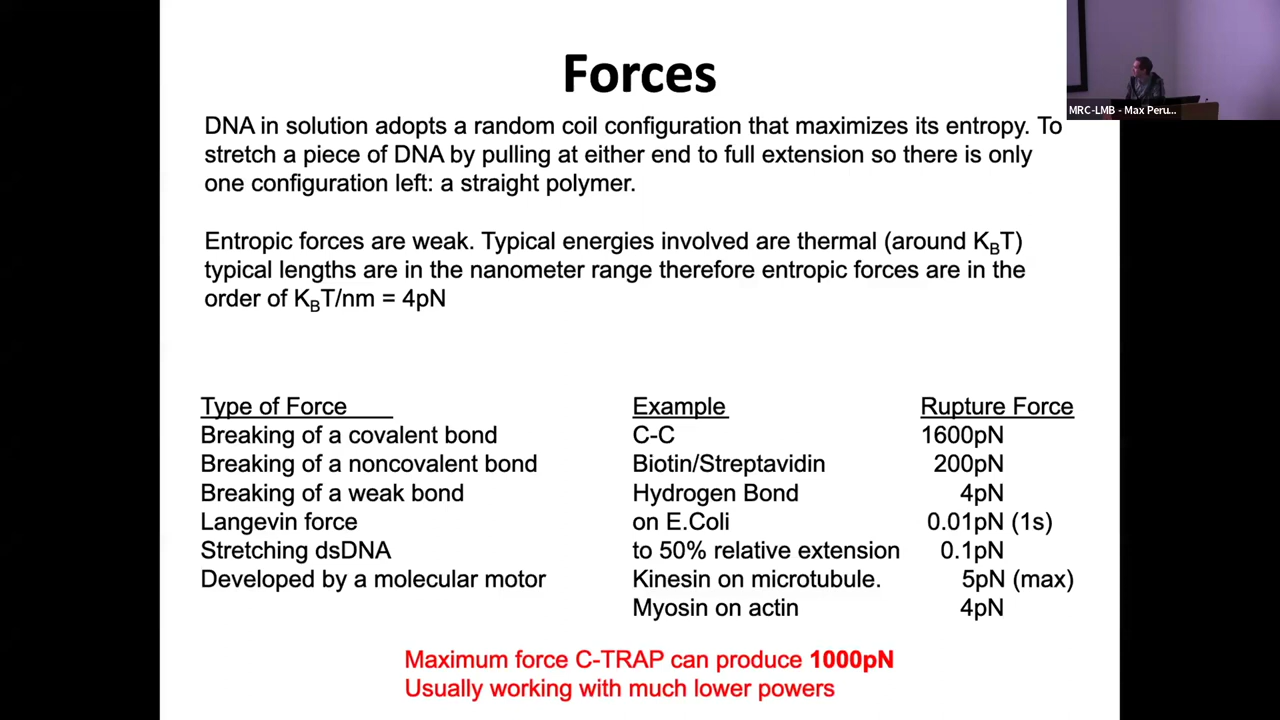 Forces
DNA in solution adopts a random coil configuration that maximizes its entropy. To
stretch a piece of DNA by pulling at either end to full extension so there is only
one configuration left: a straight polymer.
Entropic forces are weak. Typical energies involved are thermal (around KBT)
typical lengths are in the nanometer range therefore entropic forces are in the
order of KBT/nm = 4pN
Type of Force Example Rupture Force
Breaking of a covalent bond C-C 1600pN
Breaking of a noncovalent bond Biotin/Streptavidin 200pN
Breaking of a weak bond Hydrogen Bond 4pN
Langevin force on E.Coli 0.01pN (1s)
Stretching dsDNA to 50% relative extension 0.1pN
Developed by a molecular motor Kinesin on microtubule. 5pN (max)
Myosin on actin 4pN
Maximum force C-TRAP can produce 1000pN
Usually working with much lower powers
MRC-LMB - Max Peru...